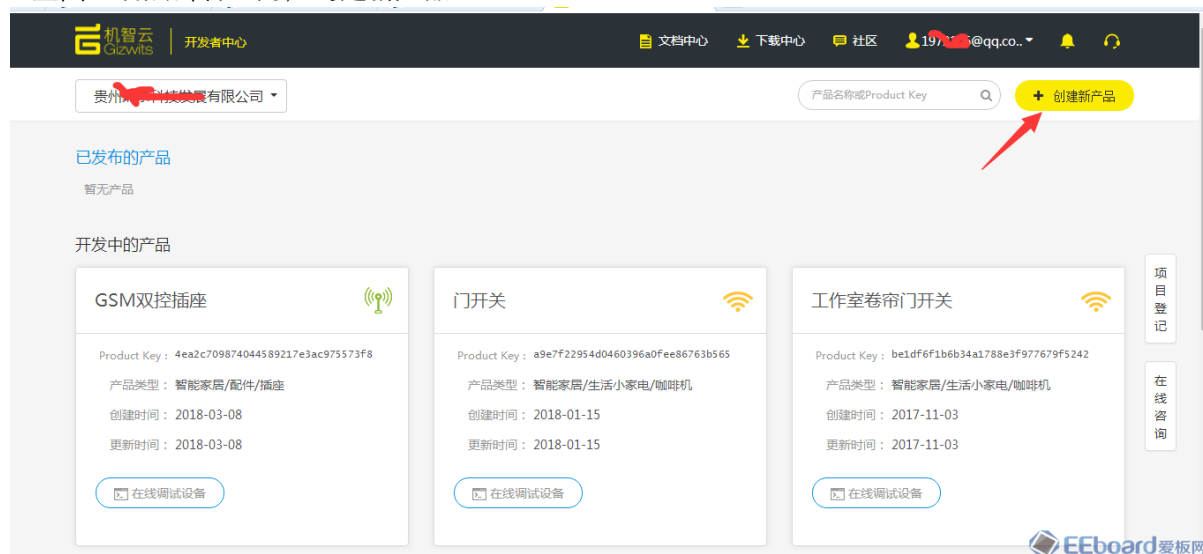 机智云
Gizwits
开发者中心
文档中心
下载中心
社区
@qq.co..
贵州
有限公司
产品名称或Product Key
+ 创建新产品
已发布的产品
暂无产品
开发中的产品
GSM双控插座
Product Key： 4ea2c709874044589217e3ac975573f8
产品类型： 智能家居/配件/插座
创建时间： 2018-03-08
更新时间： 2018-03-08
在线调试设备
门开关
Product Key： a9e7f22954d0460396a0fee86763b565
产品类型： 智能家居/生活小家电/咖啡机
创建时间： 2018-01-15
更新时间： 2018-01-15
在线调试设备
工作室卷帘门开关
Product Key： be1df6f1b6b34a1788e3f977679f5242
产品类型： 智能家居/生活小家电/咖啡机
创建时间： 2017-11-03
更新时间： 2017-11-03
在线调试设备
项目登记
在线咨询
EEboard爱板网